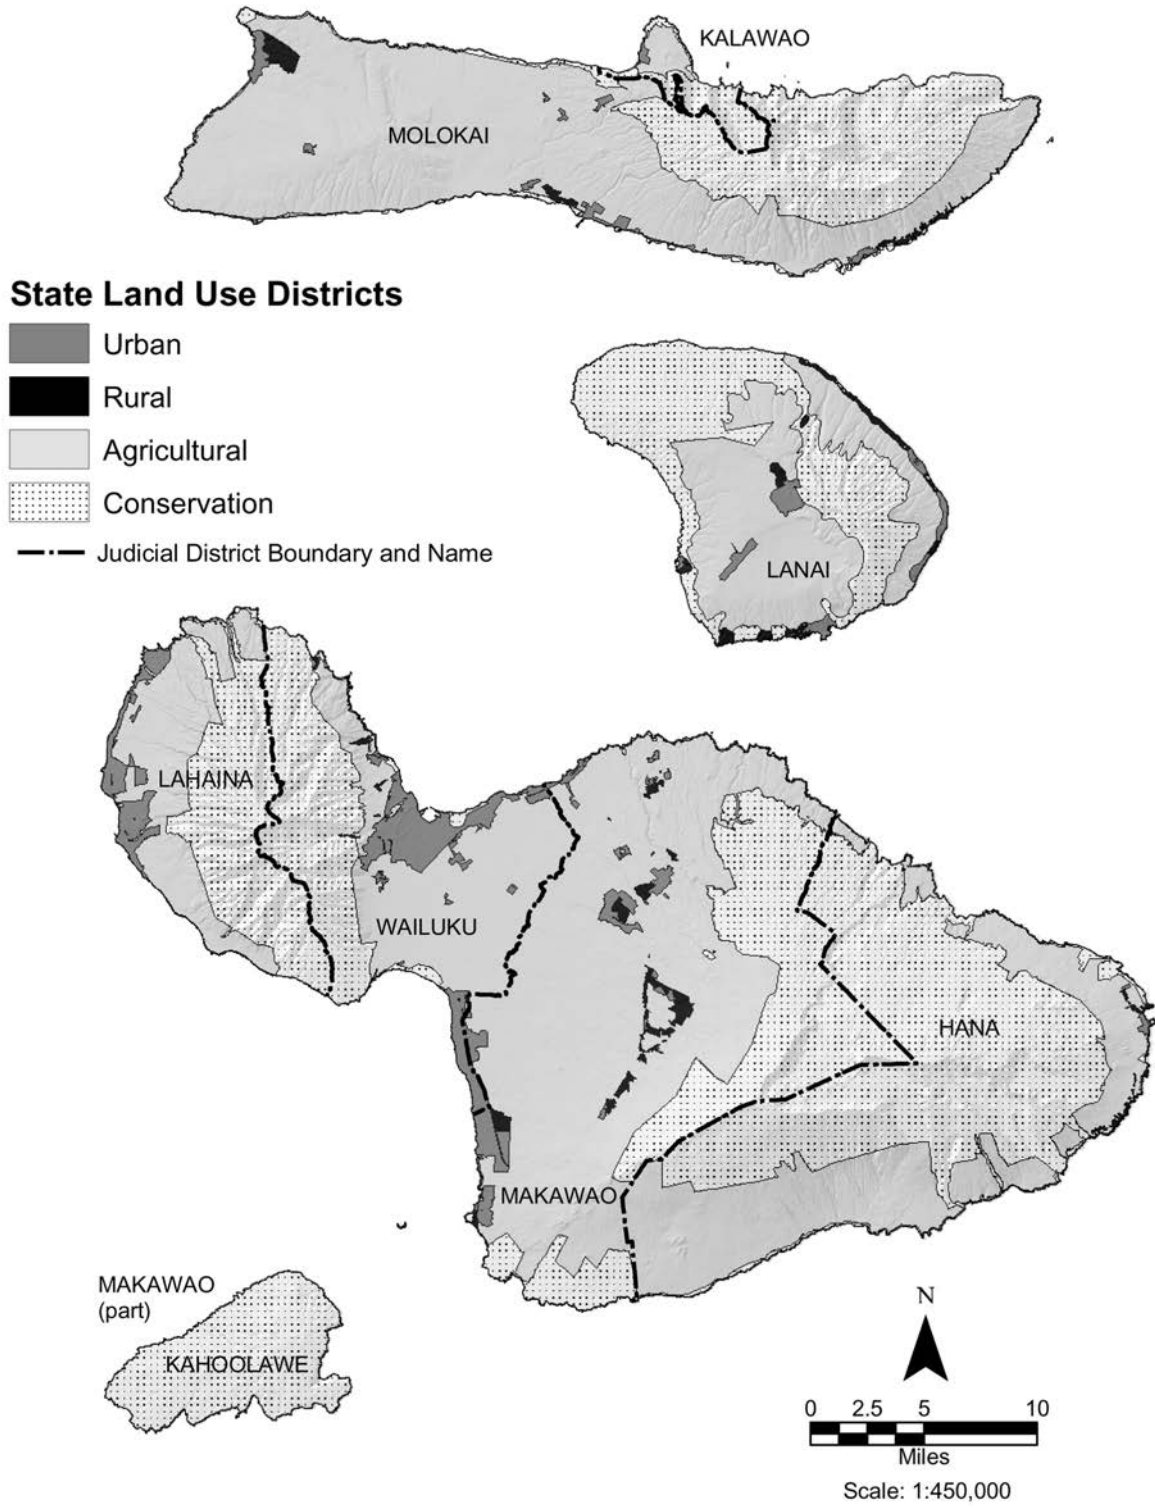 KALAWAO
MOLOKAI
State Land Use Districts
Urban
Rural
Agricultural
Conservation
Judicial District Boundary and Name
LANAI
LAHAINA
WAILUKU
HANA
MAKAWAO
MAKAWAO
(part)
KAHOOLAWE
N
0 2.5 5 10
Miles
Scale: 1:450,000